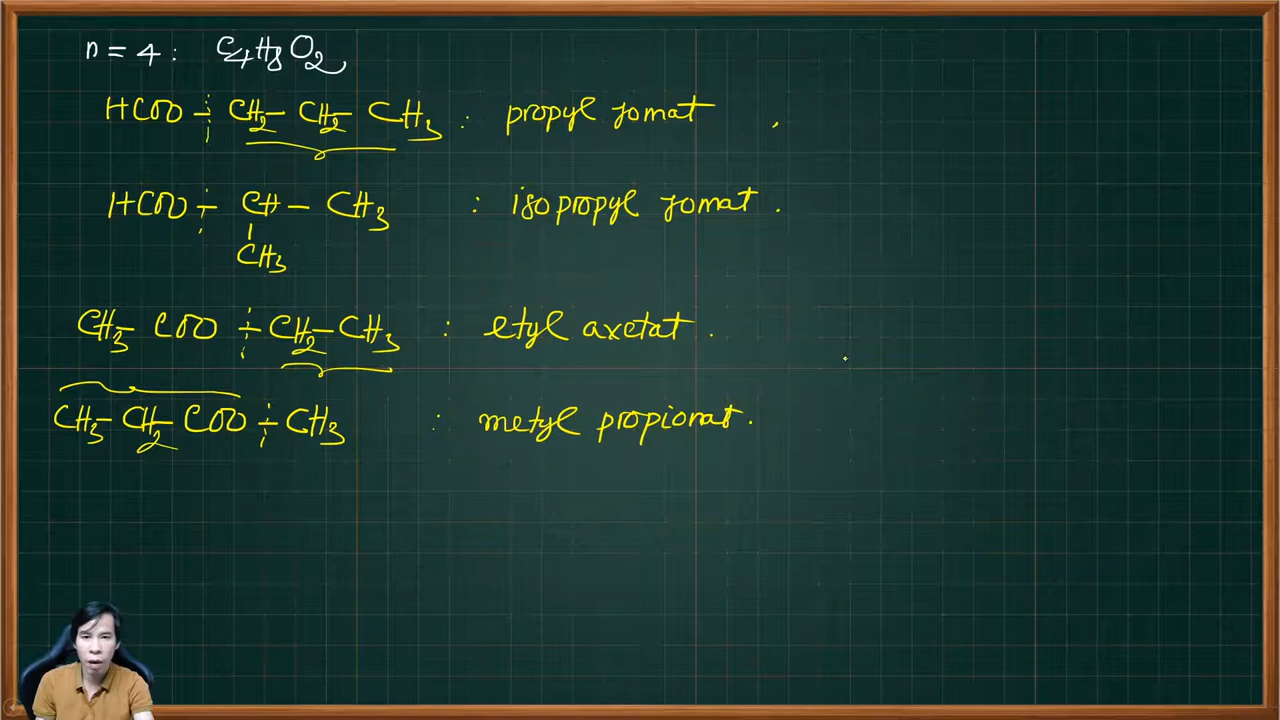 n = 4 : C4H8O2
HCOO - CH2 - CH2 - CH3 : propyl fomat
HCOO - CH - CH3 : isopropyl fomat.
CH3
CH3 - COO - CH2 - CH3 : etyl axetat.
CH3 - CH2 - COO - CH3 : metyl propionat.